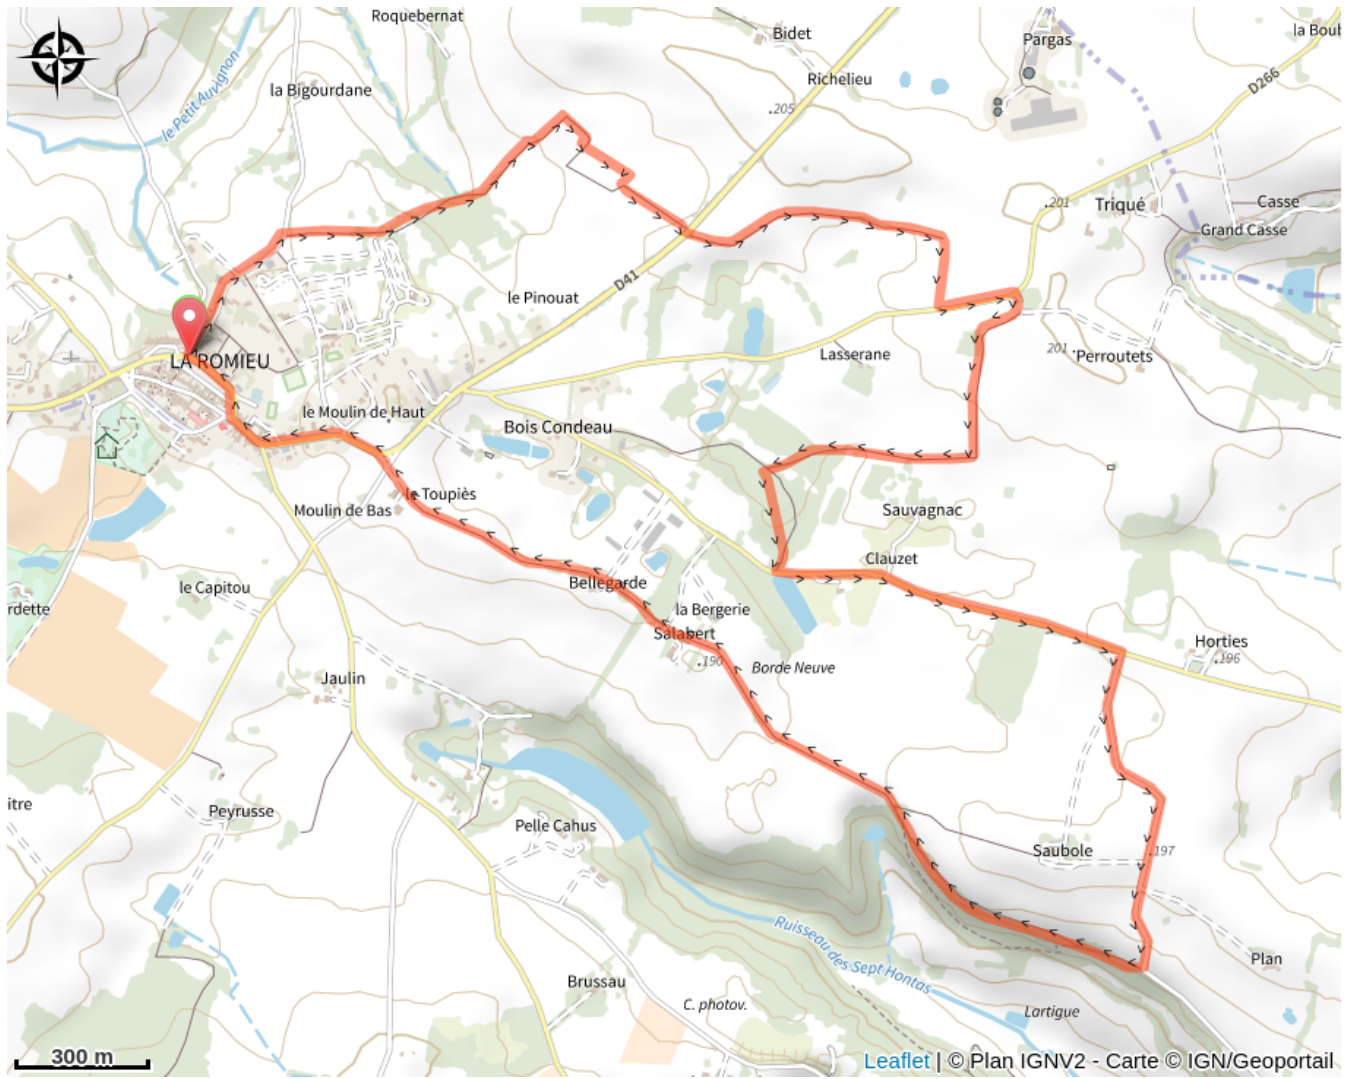 Roquebernat
Bidet
Pargas
la Bou
Richelieu
D266
la Bigourdane
le Petit Auvignon
.205
Triqué
.201
Casse
Grand Casse
D41
le Pinouat
LA ROMIEU
Lasserane
201
Perroutets
le Moulin de Haut
Bois Condeau
le Toupiès
Moulin de Bas
Sauvagnac
Clauzet
Bellegarde
le Capitou
rdette
la Bergerie
Salabert
.190
Borde Neuve
Horties
.196
Jaulin
itre
Peyrusse
Pelle Cahus
Saubole
.197
Ruisseau des Sept Hontas
Plan
Brussau
C. photov.
Lartigue
300 m
Leaflet | © Plan IGNV2 - Carte © IGN/Geoportail